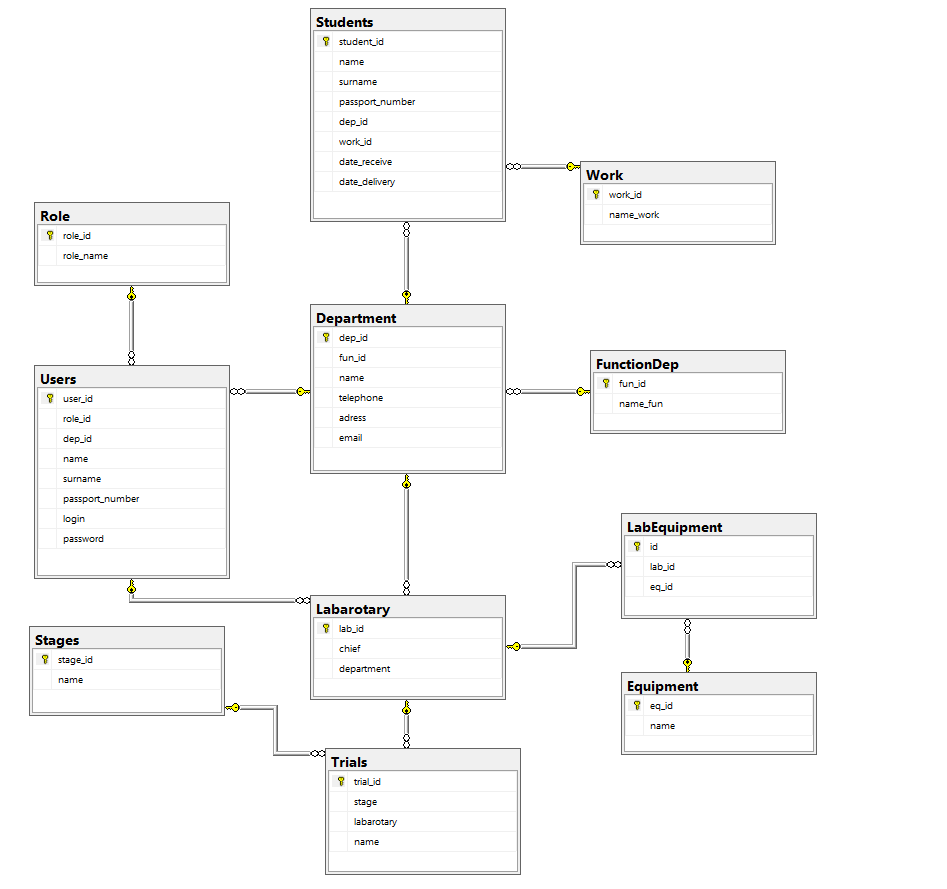 Students
student_id
name
surname
passport_number
dep_id
work_id
date_receive
date_delivery
Work
work_id
name_work
Role
role_id
role_name
Department
dep_id
fun_id
name
telephone
adress
email
FunctionDep
fun_id
name_fun
Users
user_id
role_id
dep_id
name
surname
passport_number
login
password
LabEquipment
id
lab_id
eq_id
Labarotary
lab_id
chief
department
Stages
stage_id
name
Equipment
eq_id
name
Trials
trial_id
stage
labarotary
name